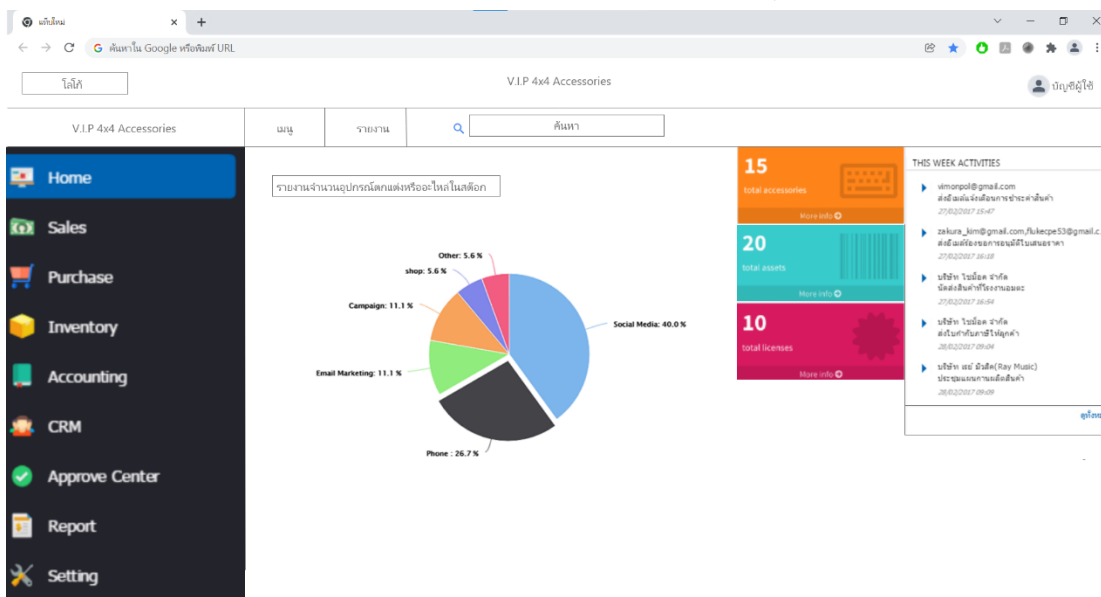 แท็บใหม่
ค้นหาใน Google หรือพิมพ์ URL
โลโก้
V.I.P 4x4 Accessories
บัญชีผู้ใช้
V.I.P 4x4 Accessories
เมนู
รายงาน
ค้นหา
Home
Sales
Purchase
Inventory
Accounting
CRM
Approve Center
Report
Setting
รายงานจำนวนอุปกรณ์ตกแต่งหรืออะไหล่ในสต๊อก
Other: 5.6 %
shop: 5.6 %
Campaign: 11.1 %
Social Media: 40.0 %
Email Marketing: 11.1 %
Phone : 26.7 %
15
total accessories
More info
20
total assets
More info
10
total licenses
More info
THIS WEEK ACTIVITIES
vimonpol@gmail.com
ส่งอีเมล์แจ้งเตือนการชำระค่าสินค้า
27/02/2017 15:47
zakura_kim@gmail.com,flukecpe53@gmail.c
ส่งอีเมล์ร้องขอการอนุมัติใบเสนอราคา
27/02/2017 16:18
บริษัท ไซม็อค จำกัด
นัดส่งสินค้าที่โรงงานอมตะ
27/02/2017 16:54
บริษัท ไซม็อค จำกัด
ส่งใบกำกับภาษีให้ลูกค้า
28/02/2017 09:04
บริษัท เรย์ มิวสิค(Ray Music)
ประชุมแผนการผลิตสินค้า
28/02/2017 09:09